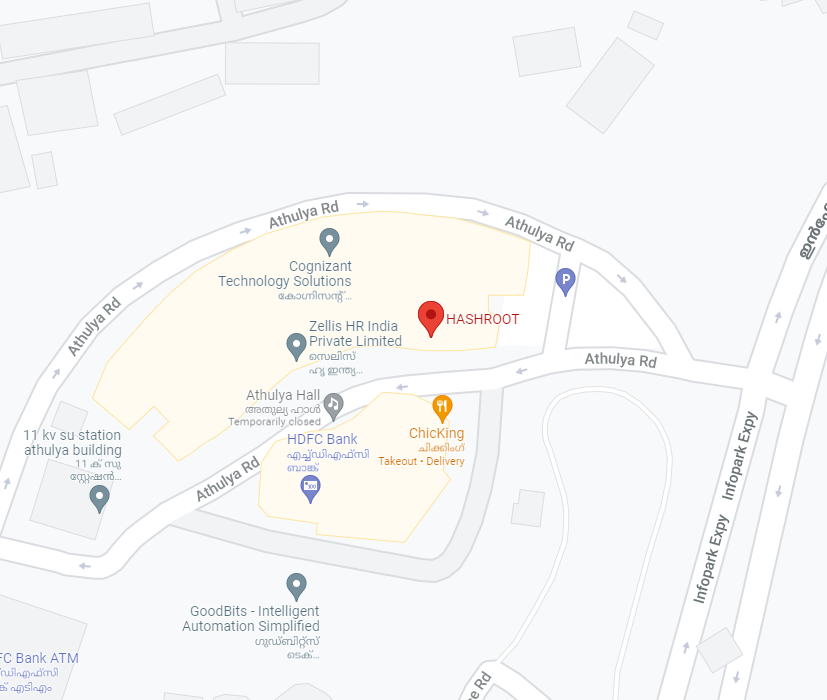 Athulya Rd
Athulya Rd
Cognizant
Technology Solutions
കോഗ്നിസന്റ്...
P
Athulya Rd
HASHROOT
Zellis HR India
Private Limited
സെലിസ്
ഹൃ ഇന്ത്യ...
Athulya Rd
Athulya Hall
അതുല്യ ഹാൾ
Temporarily closed
ChicKing
ചിക്കിംഗ്
Takeout • Delivery
11 kv su station
athulya building
11 ക് സു
സ്റ്റേഷൻ...
HDFC Bank
എച്ച്ഡിഎഫ്സി
ബാങ്ക്
Athulya Rd
Infopark Expy
Infopark Expy
GoodBits - Intelligent
Automation Simplified
ഗുഡ്ബിറ്റ്സ്
ടെക്...
FC Bank ATM
ഡിഎഫ്സി
ക് എടിഎം
Rd